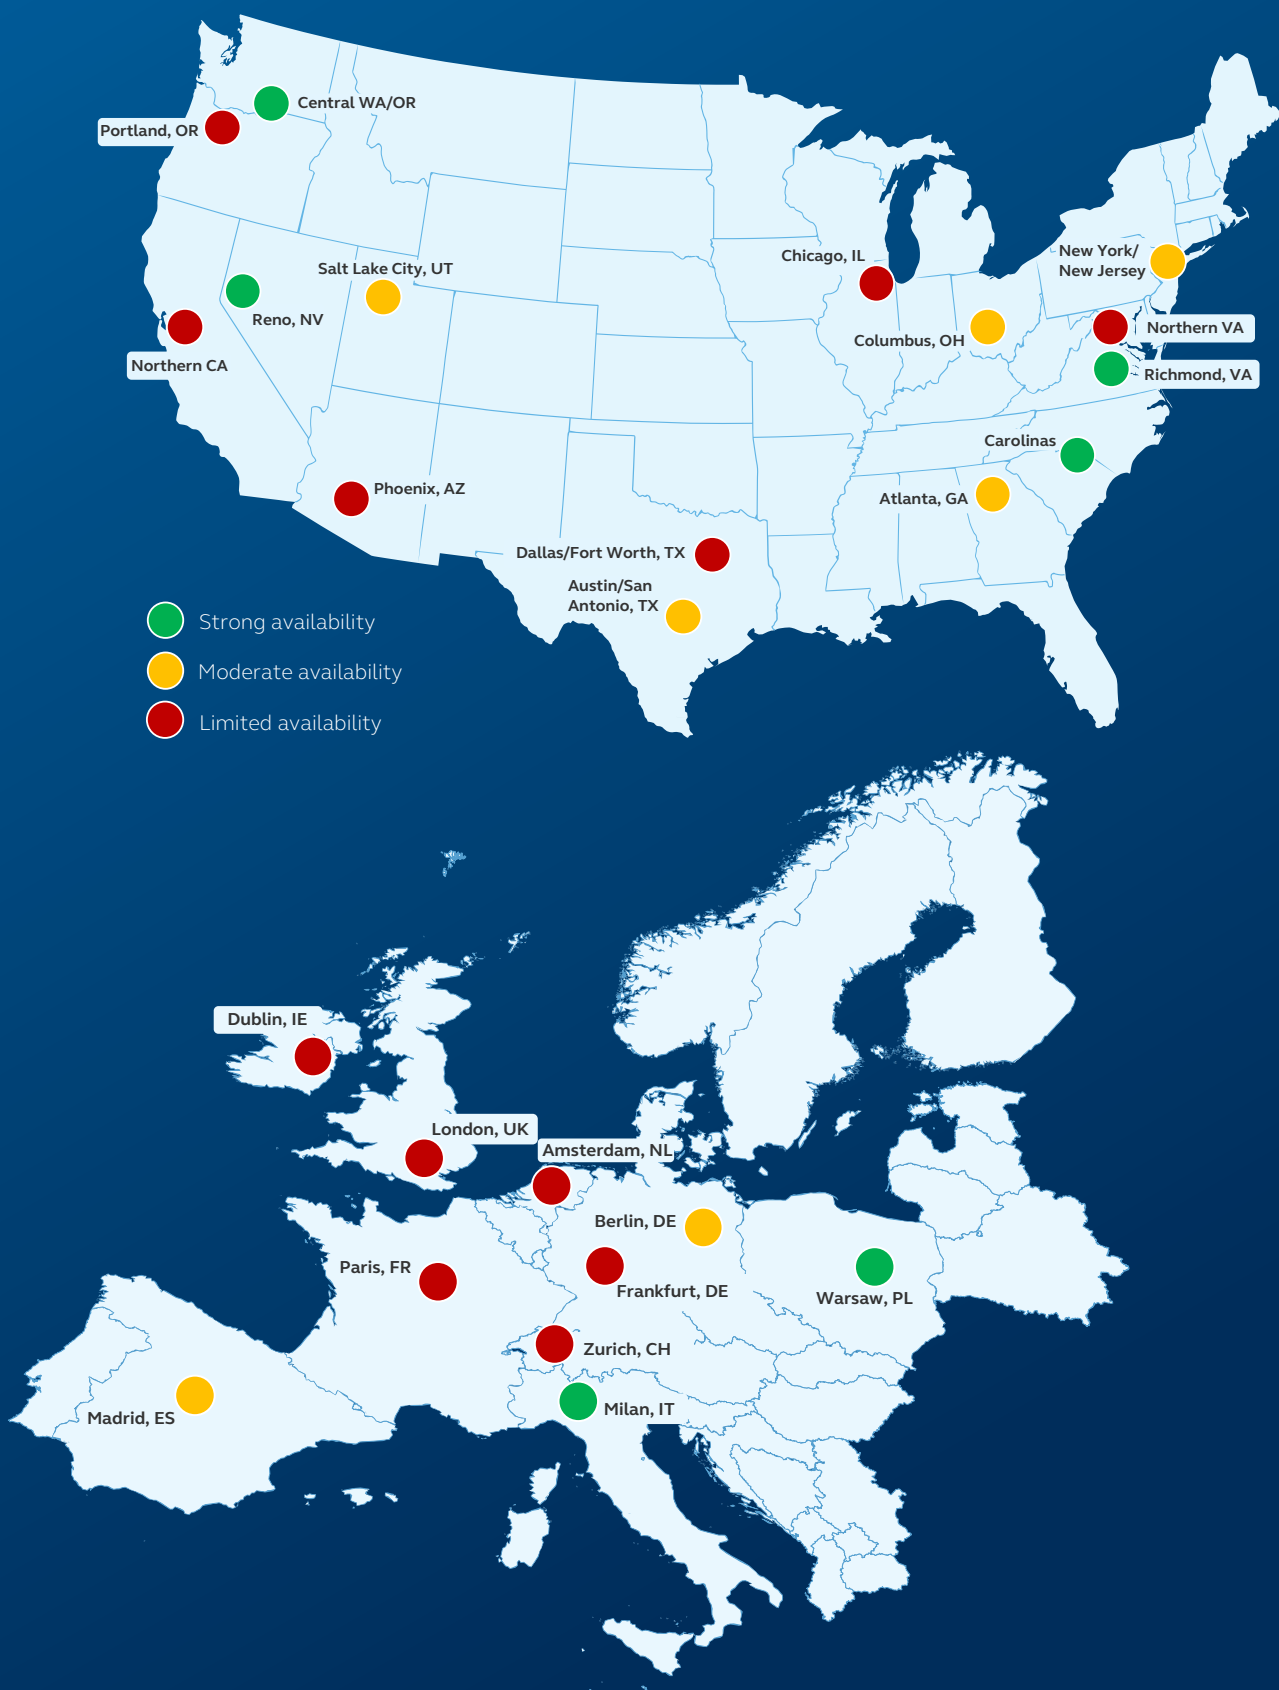 Central WA/OR
Portland, OR
Chicago, IL
New York/
New Jersey
Salt Lake City, UT
Reno, NV
Northern CA
Columbus, OH
Northern VA
Richmond, VA
Carolinas
Phoenix, AZ
Atlanta, GA
Dallas/Fort Worth, TX
Austin/San
Antonio, TX
Strong availability
Moderate availability
Limited availability
Dublin, IE
London, UK
Amsterdam, NL
Berlin, DE
Paris, FR
Frankfurt, DE
Warsaw, PL
Zurich, CH
Madrid, ES
Milan, IT